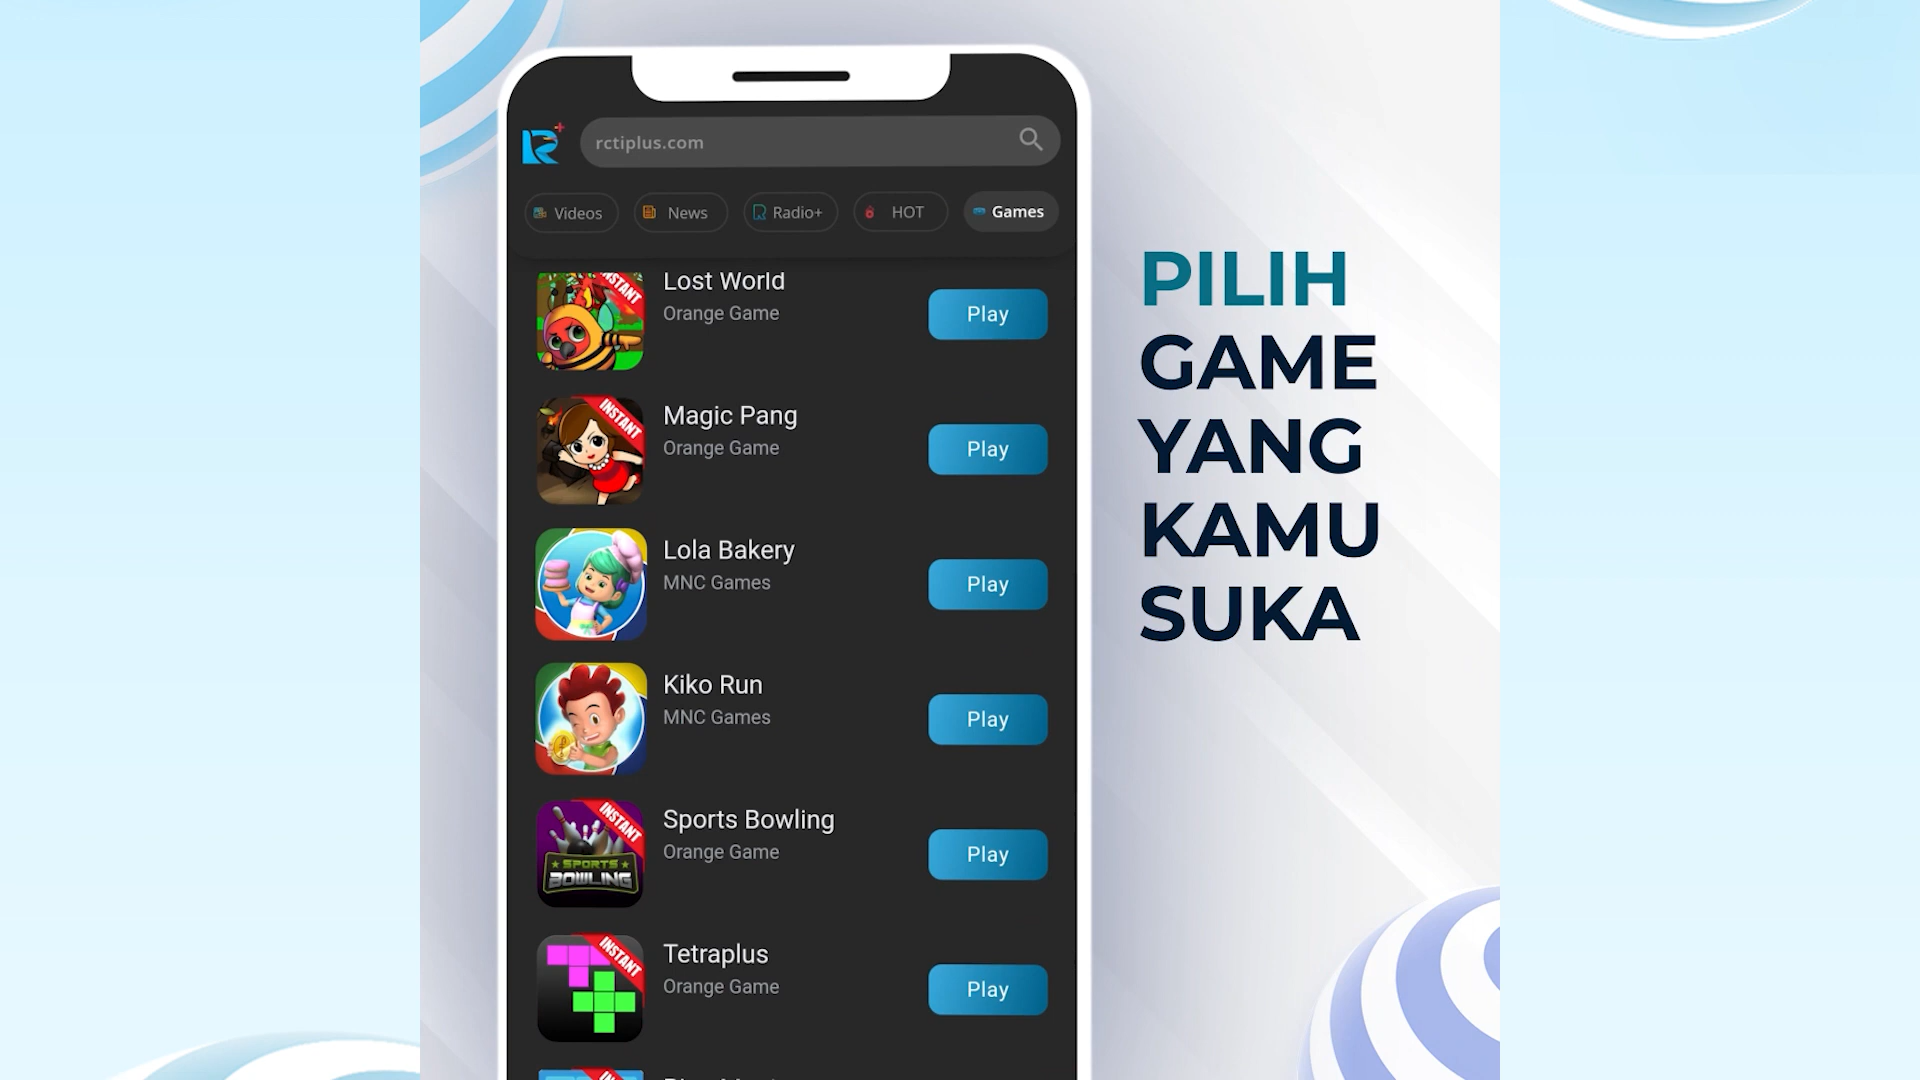 rctiplus.com
Videos
News
Radio+
HOT
Games
INSTANT
Lost World
Orange Game
Play
INSTANT
Magic Pang
Orange Game
Play
Lola Bakery
MNC Games
Play
Kiko Run
MNC Games
Play
INSTANT
SPORTS
BOWLING
Sports Bowling
Orange Game
Play
INSTANT
Tetraplus
Orange Game
Play
PILIH
GAME
YANG
KAMU
SUKA